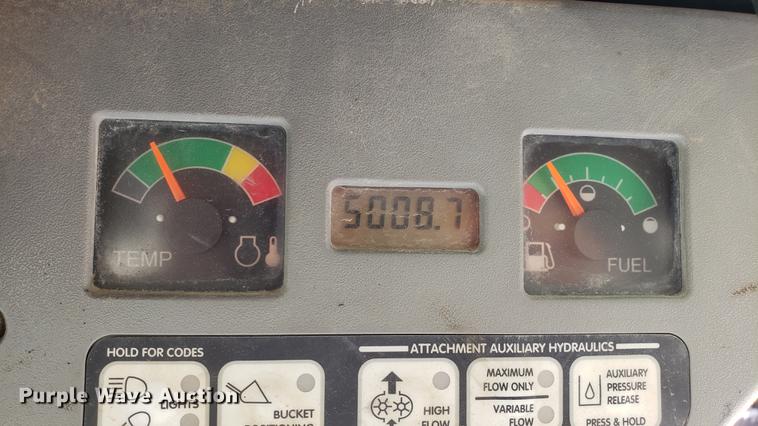 5008.7
TEMP
FUEL
HOLD FOR CODES
ATTACHMENT AUXILIARY HYDRAULICS
LIGHTS
BUCKET
POSITIONING
HIGH
FLOW
MAXIMUM
FLOW ONLY
VARIABLE
FLOW
AUXILIARY
PRESSURE
RELEASE
PRESS & HOLD
Purple Wave Auction